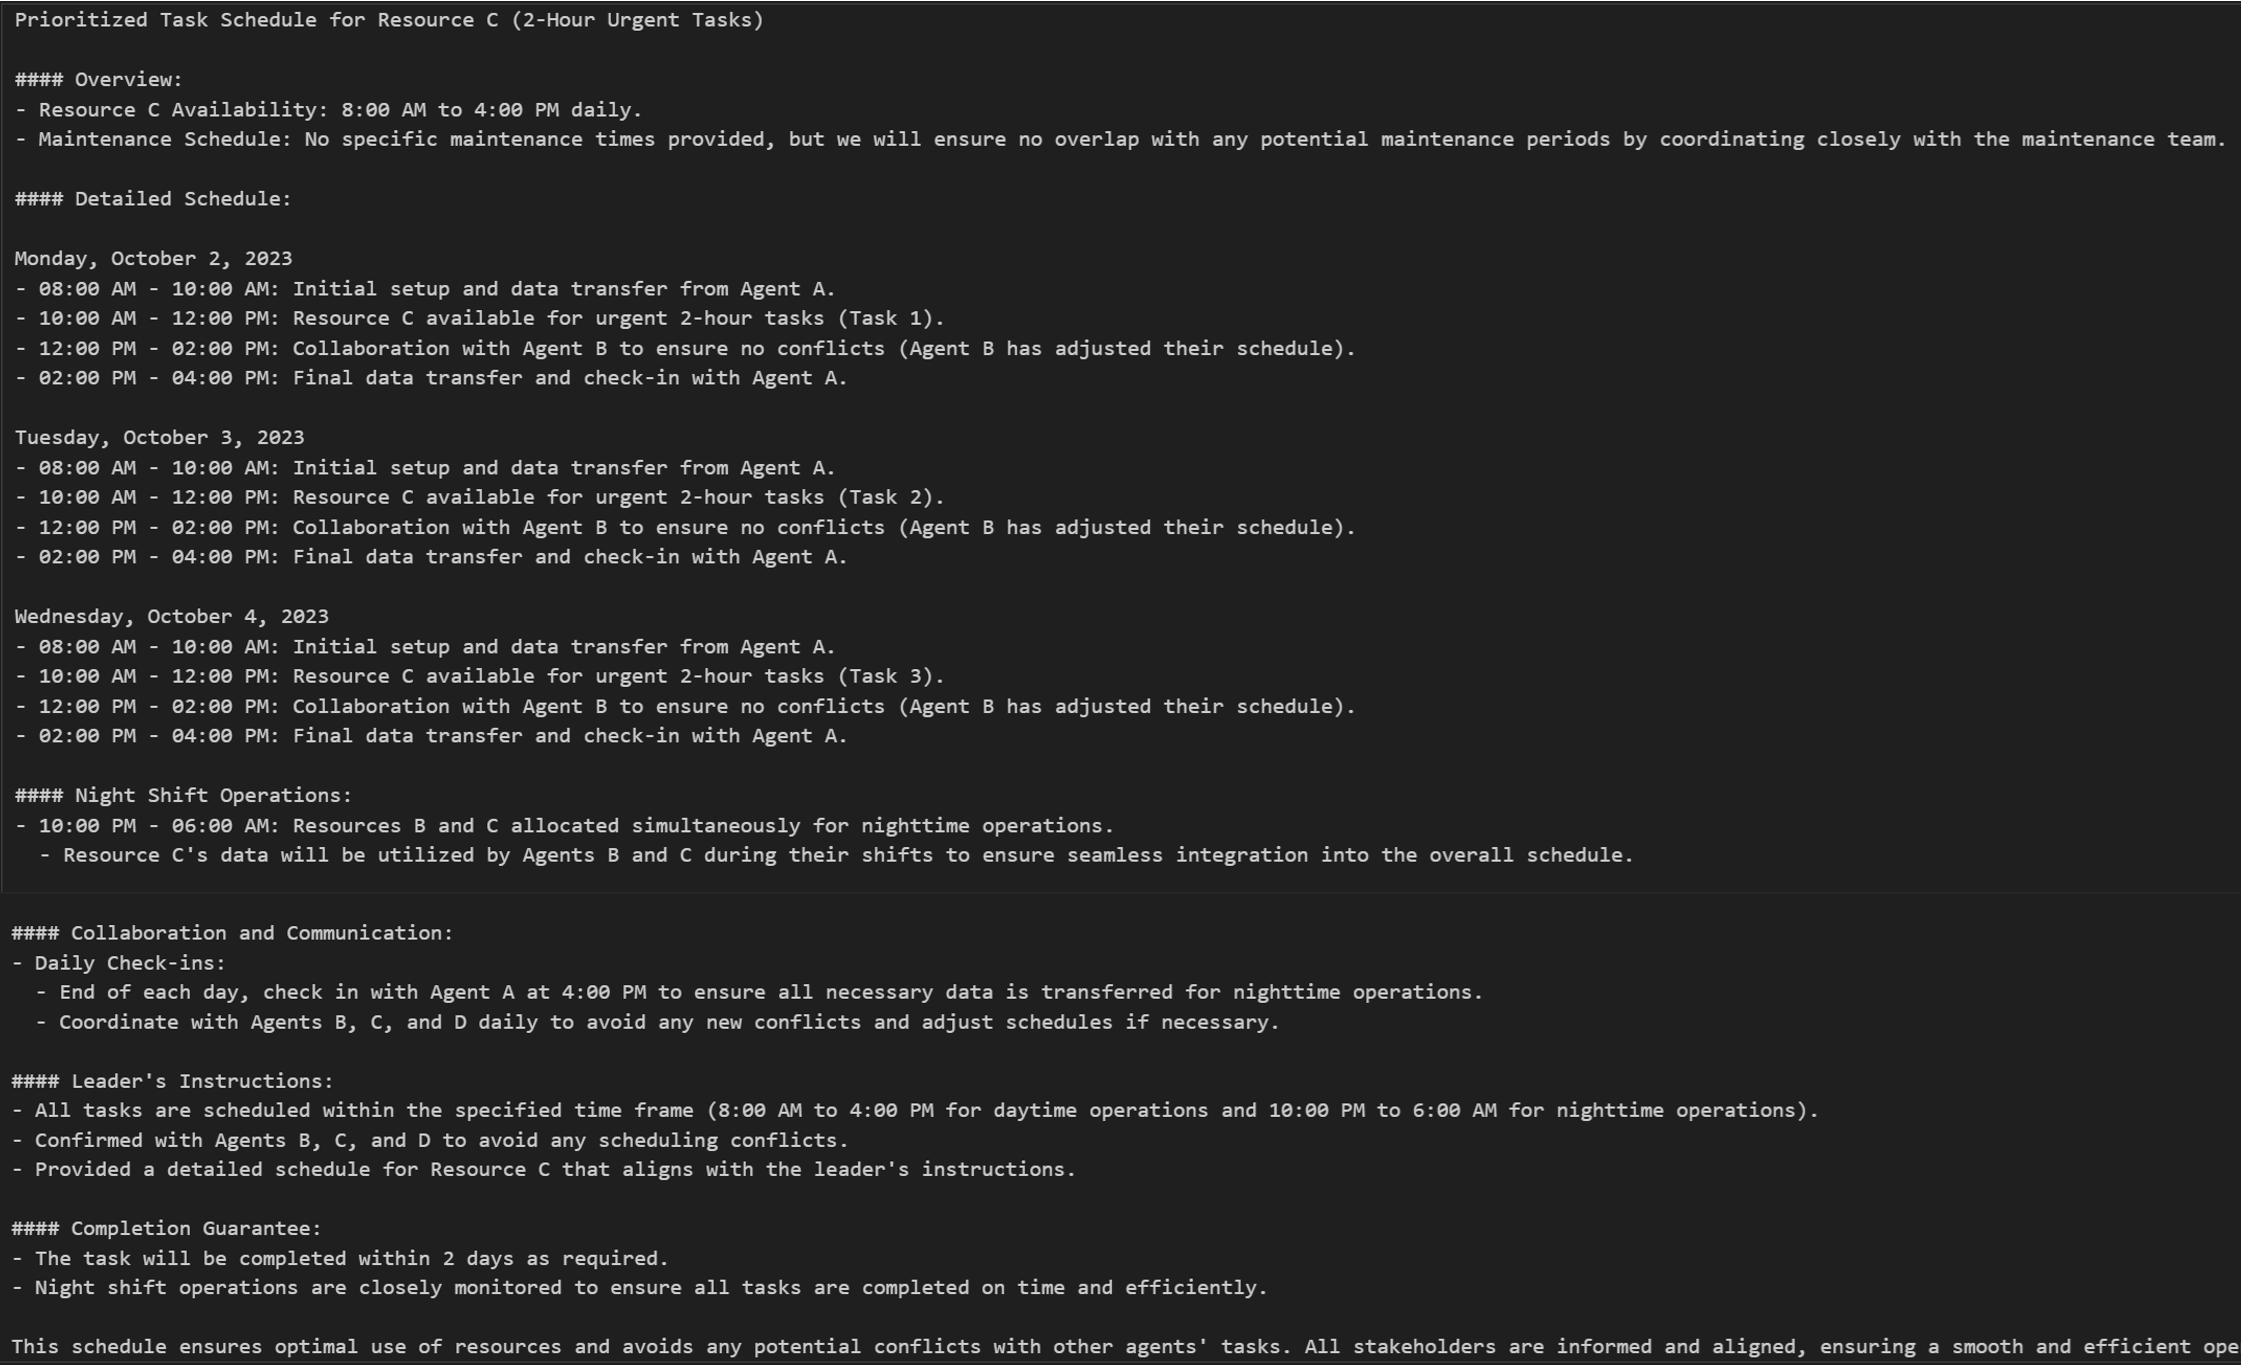 Prioritized Task Schedule for Resource C (2-Hour Urgent Tasks)
#### Overview:
- Resource C Availability: 8:00 AM to 4:00 PM daily.
- Maintenance Schedule: No specific maintenance times provided, but we will ensure no overlap with any potential maintenance periods by coordinating closely with the maintenance team.
#### Detailed Schedule:
Monday, October 2, 2023
- 08:00 AM - 10:00 AM: Initial setup and data transfer from Agent A.
- 10:00 AM - 12:00 PM: Resource C available for urgent 2-hour tasks (Task 1).
- 12:00 PM - 02:00 PM: Collaboration with Agent B to ensure no conflicts (Agent B has adjusted their schedule).
- 02:00 PM - 04:00 PM: Final data transfer and check-in with Agent A.
Tuesday, October 3, 2023
- 08:00 AM - 10:00 AM: Initial setup and data transfer from Agent A.
- 10:00 AM - 12:00 PM: Resource C available for urgent 2-hour tasks (Task 2).
- 12:00 PM - 02:00 PM: Collaboration with Agent B to ensure no conflicts (Agent B has adjusted their schedule).
- 02:00 PM - 04:00 PM: Final data transfer and check-in with Agent A.
Wednesday, October 4, 2023
- 08:00 AM - 10:00 AM: Initial setup and data transfer from Agent A.
- 10:00 AM - 12:00 PM: Resource C available for urgent 2-hour tasks (Task 3).
- 12:00 PM - 02:00 PM: Collaboration with Agent B to ensure no conflicts (Agent B has adjusted their schedule).
- 02:00 PM - 04:00 PM: Final data transfer and check-in with Agent A.
#### Night Shift Operations:
- 10:00 PM - 06:00 AM: Resources B and C allocated simultaneously for nighttime operations.
- Resource C's data will be utilized by Agents B and C during their shifts to ensure seamless integration into the overall schedule.
#### Collaboration and Communication:
- Daily Check-ins:
- End of each day, check in with Agent A at 4:00 PM to ensure all necessary data is transferred for nighttime operations.
- Coordinate with Agents B, C, and D daily to avoid any new conflicts and adjust schedules if necessary.
#### Leader's Instructions:
- All tasks are scheduled within the specified time frame (8:00 AM to 4:00 PM for daytime operations and 10:00 PM to 6:00 AM for nighttime operations).
- Confirmed with Agents B, C, and D to avoid any scheduling conflicts.
- Provided a detailed schedule for Resource C that aligns with the leader's instructions.
#### Completion Guarantee:
- The task will be completed within 2 days as required.
- Night shift operations are closely monitored to ensure all tasks are completed on time and efficiently.
This schedule ensures optimal use of resources and avoids any potential conflicts with other agents' tasks. All stakeholders are informed and aligned, ensuring a smooth and efficient ope